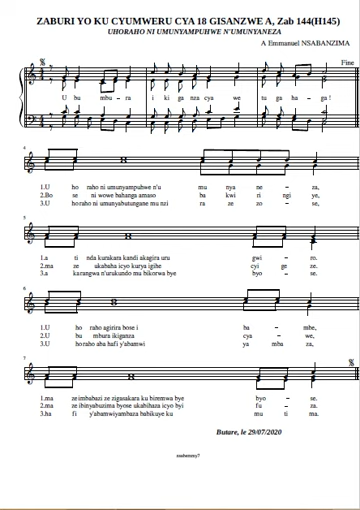 ZABURI YO KU CYUMWERU CYA 18 GISANZWE A, Zab 144(H145)
UHORAHO NI UMUNYAMPUHWE N'UMUNYANEZA
A Emmanuel NSABANZIMA
Fine
U bu mbu - ra i ki ga nza cya we tu ga ha - ga !
4
1.U ho raho ni umunyampuhwe n'u mu nya ne - za,
2.Bo se ni wowe bahanga amaso ba kwi ri ngi ye,
3.U horaho ni umunyabutungane mu nzi ra ze zo - se,
5
1.a ti nda kurakara kandi akagira uru gwi - ro.
2.ma ze ukababa icyo kurya igihe cyi ge ze.
3.a karangwa n'urukundo mu bikorwa bye byo - se.
6
1.U ho raho agirira bose i ba - mbe,
2.U bu mbura ikiganza cya - we,
3.U horaho aba hafi y'abamwi ya mba za,
7
1.ma ze imbabazi ze zigasakara ku biremwa bye byo - se.
2.ma ze ibinyabuzima byose ukabihaza icyo byi fu - za.
3.ha fi y'abamwiyambaza babikuye ku mu ti ma.
Butare, le 29/07/2020